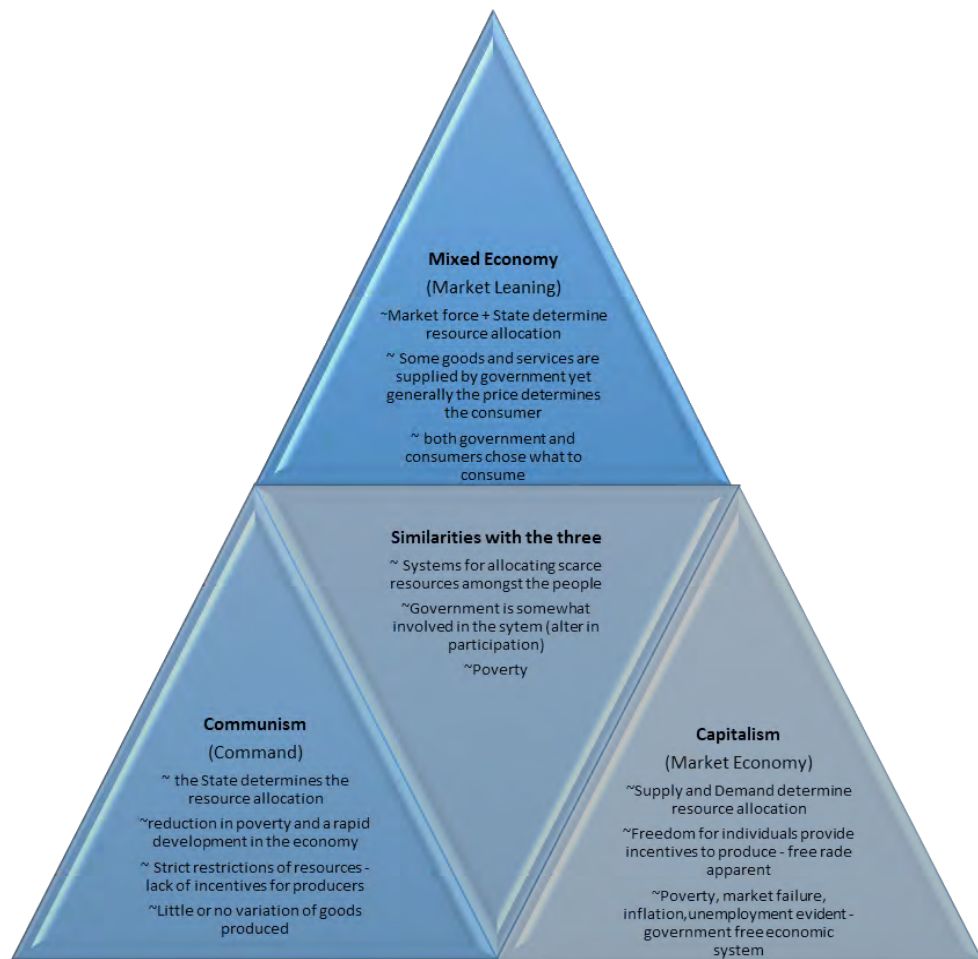 Mixed Economy
(Market Leaning)
~Market force + State determine
resource allocation
~ Some goods and services are
supplied by government yet
generally the price determines
the consumer
~ both government and
consumers chose what to
consume
Similarities with the three
~ Systems for allocating scarce
resources amongst the people
~Government is somewhat
involved in the sytem (alter in
participation)
~Poverty
Communism
(Command)
~ the State determines the
resource allocation
~reduction in poverty and a rapid
development in the economy
~ Strict restrictions of resources -
lack of incentives for producers
~Little or no variation of goods
produced
Capitalism
(Market Economy)
~Supply and Demand determine
resource allocation
~Freedom for individuals provide
incentives to produce - free rade
apparent
~Poverty, market failure,
inflation,unemployment evident -
government free economic
system